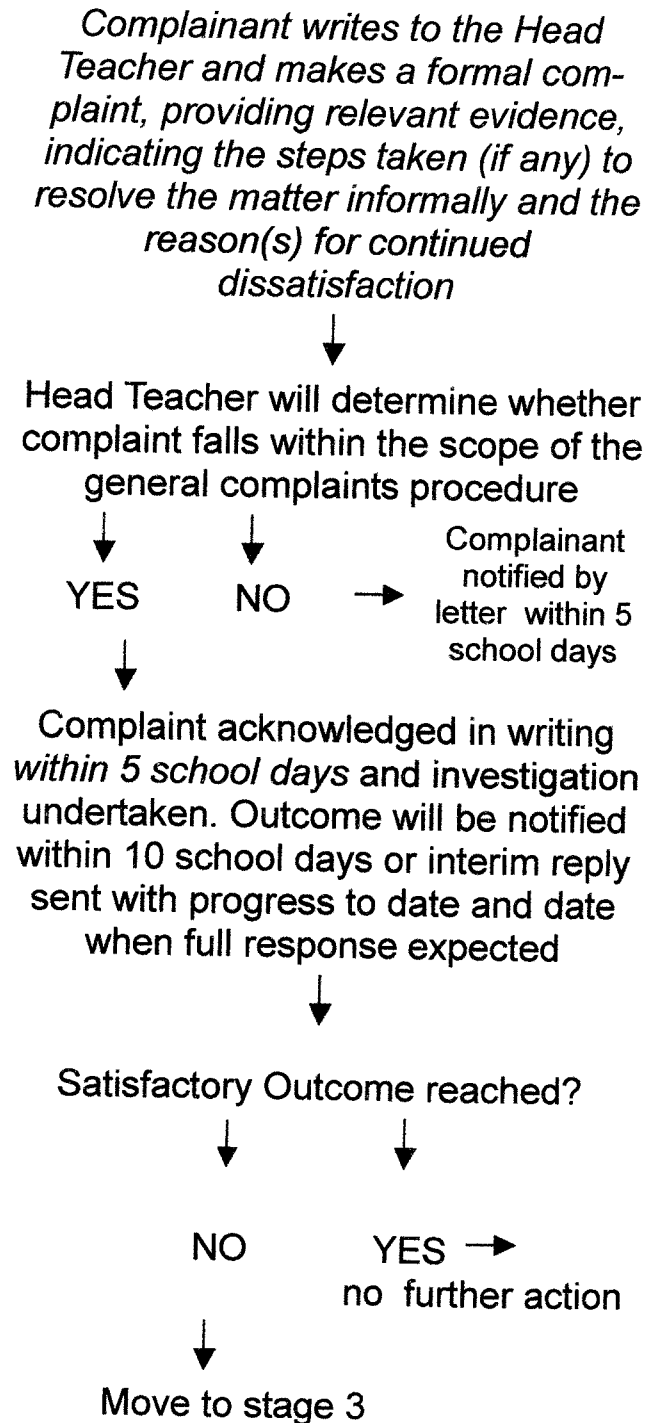 Complainant writes to the Head
Teacher and makes a formal com-
plaint, providing relevant evidence,
indicating the steps taken (if any) to
resolve the matter informally and the
reason(s) for continued
dissatisfaction
Head Teacher will determine whether
complaint falls within the scope of the
general complaints procedure
YES
NO
Complainant
notified by
letter within 5
school days
Complaint acknowledged in writing
within 5 school days and investigation
undertaken. Outcome will be notified
within 10 school days or interim reply
sent with progress to date and date
when full response expected
Satisfactory Outcome reached?
NO
YES
no further action
Move to stage 3